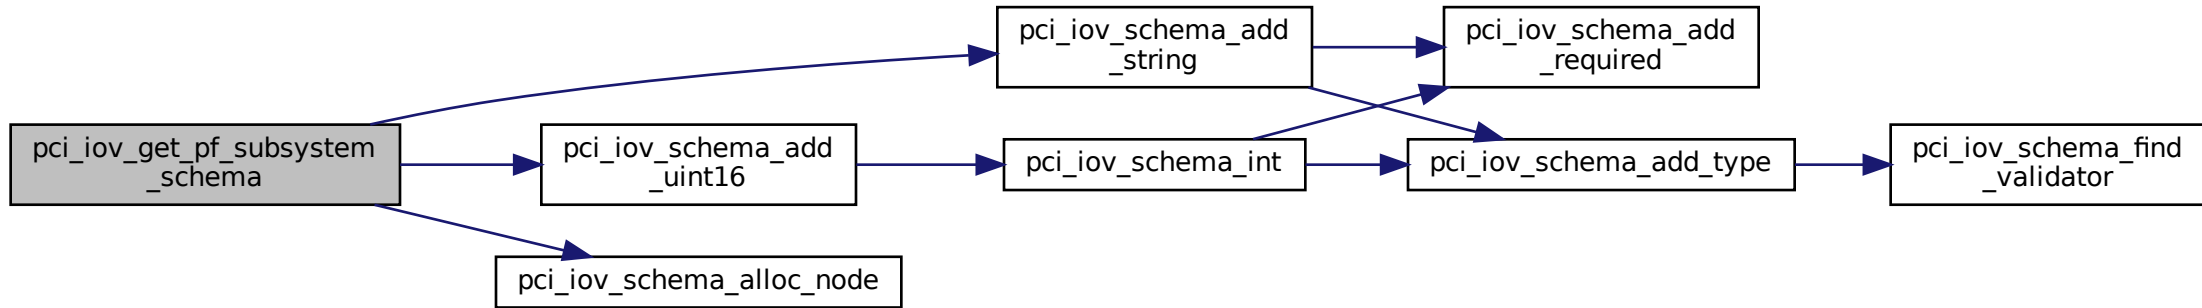 pci_iov_get_pf_subsystem
_schema
pci_iov_schema_add
_string
pci_iov_schema_add
_required
pci_iov_schema_add
_uint16
pci_iov_schema_int
pci_iov_schema_add_type
pci_iov_schema_find
_validator
pci_iov_schema_alloc_node